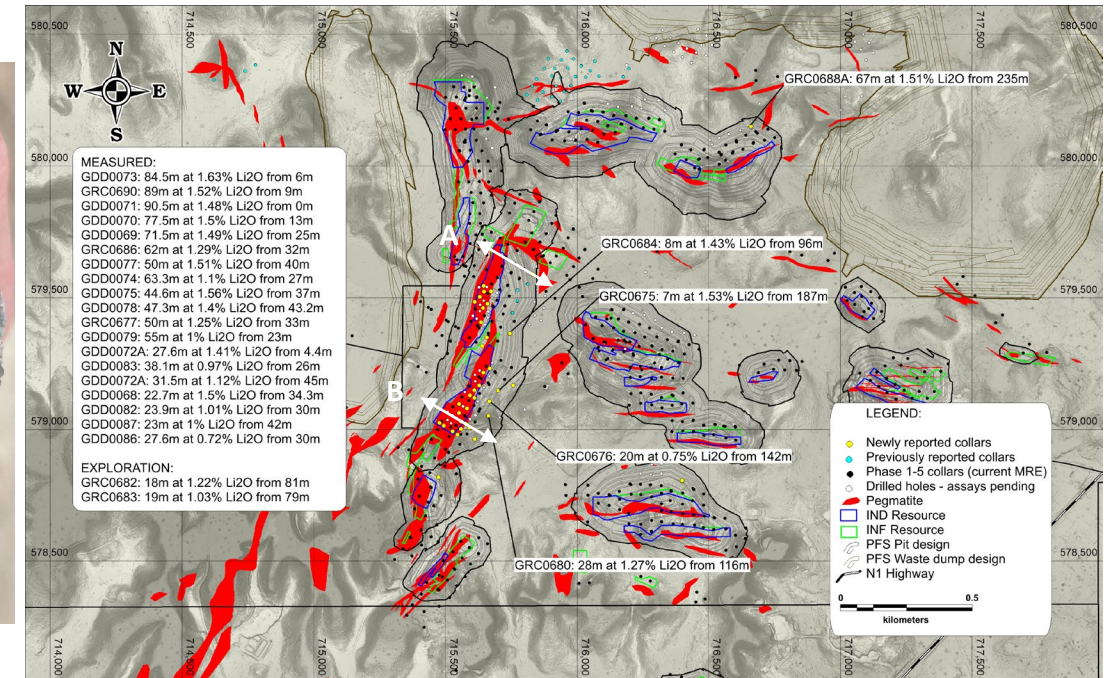 580,500
714,500
715,000
715,500
716,000
716,500
717,000
717,500
580,500
N
W
E
S
GRC0688A: 67m at 1.51% Li2O from 235m
580,000
580,000
MEASURED:
GDD0073: 84.5m at 1.63% Li2O from 6m
GRC0690: 89m at 1.52% Li2O from 9m
GDD0071: 90.5m at 1.48% Li2O from 0m
GDD0070: 77.5m at 1.5% Li2O from 13m
GDD0069: 71.5m at 1.49% Li2O from 25m
GRC0686: 62m at 1.29% Li2O from 32m
GDD0077: 50m at 1.51% Li2O from 40m
GDD0074: 63.3m at 1.1% Li2O from 27m
GDD0075: 44.6m at 1.56% Li2O from 37m
GDD0078: 47.3m at 1.4% Li2O from 43.2m
GRC0677: 50m at 1.25% Li2O from 33m
GDD0079: 55m at 1% Li2O from 23m
GDD0072A: 27.6m at 1.41% Li2O from 4.4m
GDD0083: 38.1m at 0.97% Li2O from 26m
GDD0072A: 31.5m at 1.12% Li2O from 45m
GDD0068: 22.7m at 1.5% Li2O from 34.3m
GDD0082: 23.9m at 1.01% Li2O from 30m
GDD0087: 23m at 1% Li2O from 42m
GDD0086: 27.6m at 0.72% Li2O from 30m
EXPLORATION:
GRC0682: 18m at 1.22% Li2O from 81m
GRC0683: 19m at 1.03% Li2O from 79m
A
GRC0684: 8m at 1.43% Li2O from 96m
579,500
GRC0675: 7m at 1.53% Li2O from 187m
579,500
B
579,000
579,000
GRC0676: 20m at 0.75% Li2O from 142m
GRC0680: 28m at 1.27% Li2O from 116m
LEGEND:
Newly reported collars
Previously reported collars
Phase 1-5 collars (current MRE)
Drilled holes - assays pending
Pegmatite
IND Resource
INF Resource
PFS Pit design
PFS Waste dump design
N1 Highway
0 0.5
kilometers
578,500
578,500
714,000
714,500
715,000
715,500
716,000
716,500
717,000
717,500